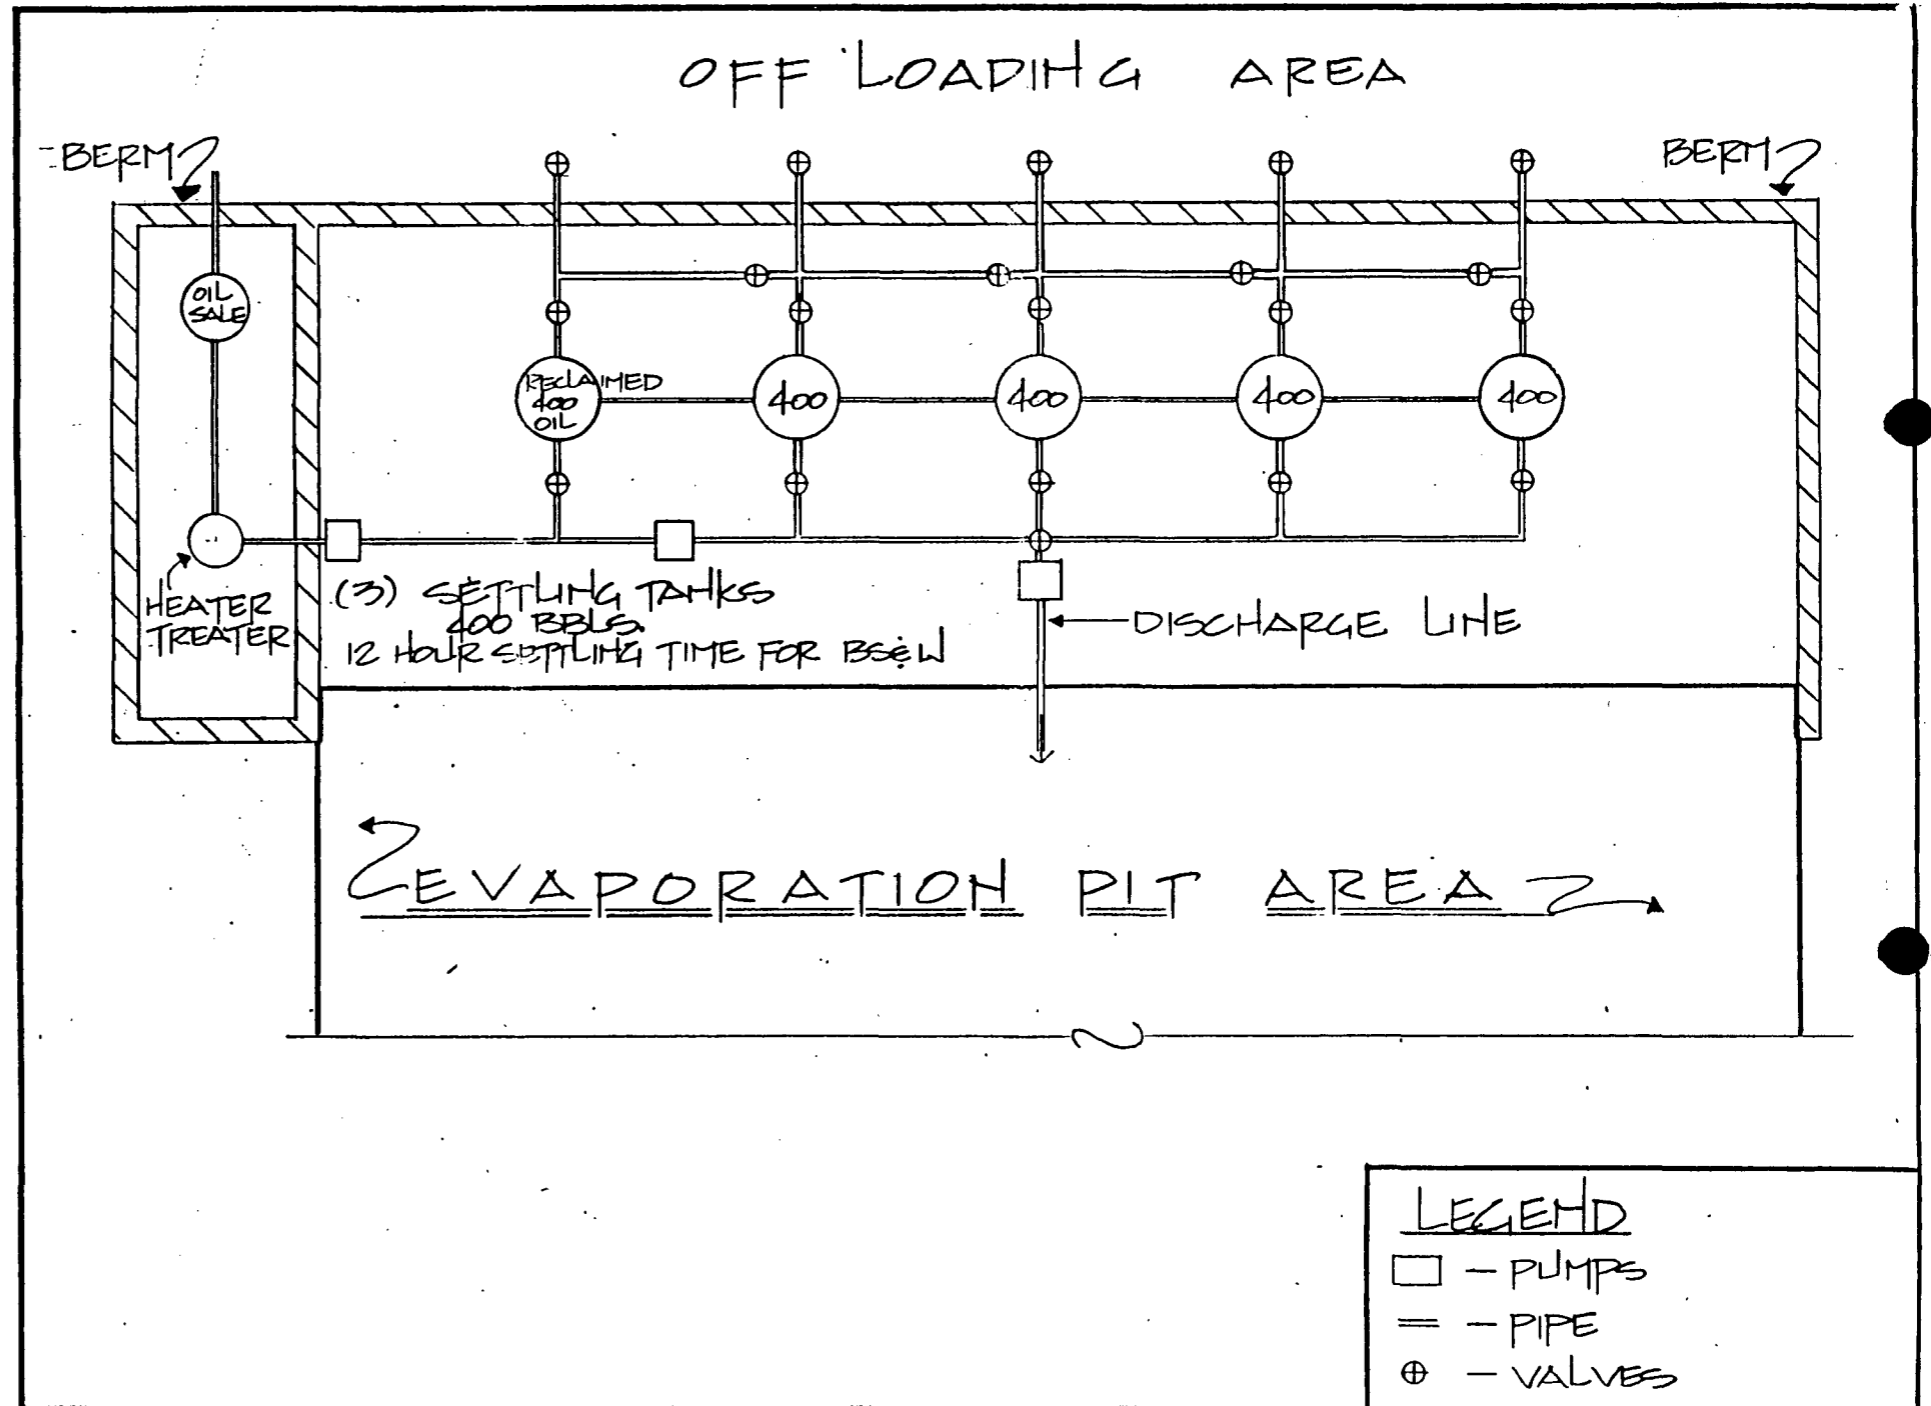 OFF LOADING AREA
BERM
BERM
OIL
SALE
RECLAIMED
400
OIL
400
400
400
400
HEATER
TREATER
(3) SETTLING TANKS
400 BBLS.
12 HOUR SETTLING TIME FOR BS&W
DISCHARGE LINE
EVAPORATION PIT AREA
LEGEND
- PUMPS
- PIPE
- VALVES